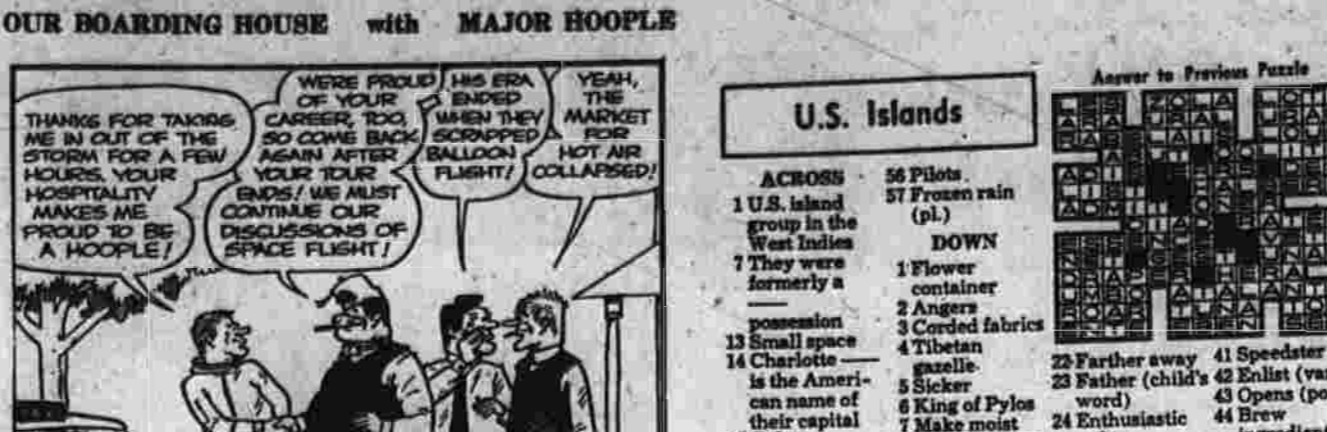 OUR BOARDING HOUSE with MAJOR HOOPLE
THANKS FOR TAKING
ME IN OUT OF THE
STORM FOR A FEW
HOURS. YOUR
HOSPITALITY
MAKES ME
PROUD TO BE
A HOOPLE!
WE'RE PROUD
OF YOUR
CAREER, TOO,
SO COME BACK
AGAIN AFTER
YOUR TOUR
ENDS! WE MUST
CONTINUE OUR
DISCUSSIONS OF
SPACE FLIGHT!
HIS ERA
ENDED
WHEN THEY
SCRAPPED
BALLOON
FLIGHT!
YEAH,
THE
MARKET
FOR
HOT AIR
COLLAPSED!
U.S. Islands
ACROSS
1 U.S. island
group in the
West Indies
7 They were
formerly a
——
possession
13 Small space
14 Charlotte ——
is the Ameri-
can name of
their capital
56 Pilots
57 Frozen rain
(pl.)
DOWN
1 Flower
container
2 Angers
3 Corded fabrics
4 Tibetan
gazelle
5 Sicker
6 King of Pylos
7 Make moist
Answer to Previous Puzzle
22 Farther away
23 Father (child's
word)
24 Enthusiastic
41 Speedster
42 Enlist (var
43 Opens (po
44 Brew